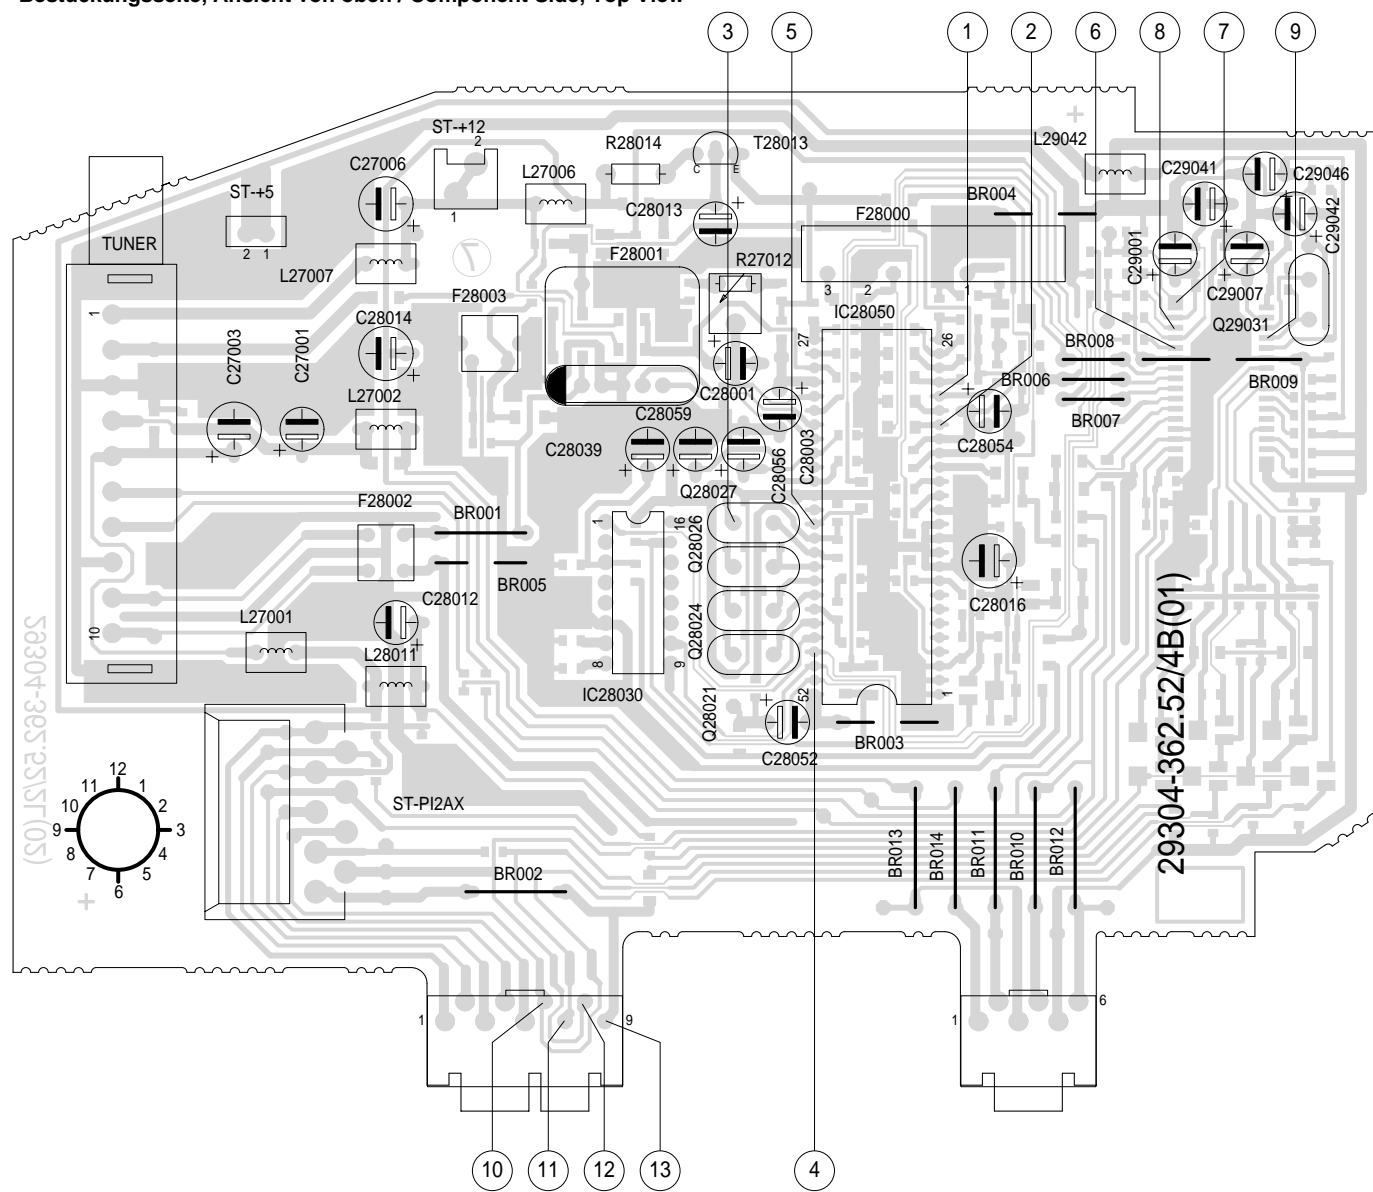 Bestückungsseite, Ansicht von oben / Component Side, Top View
3 5 1 2 6 8 7 9
ST-+12
2
1
R28014
T28013
C E
L29042
C27006
L27006
C29041
C29046
ST-+5
2 1
C28013
F28000
BR004
C29042
TUNER
F28001
R27012
C29001
L27007
F28003
3 2 1
C29007
1
C28014
IC28050
27
26
Q29031
C27003
C27001
BR008
C28001
BR006
BR009
L27002
C28059
BR007
C28039
C28003
C28054
C28056
Q28027
F28002
BR001
1
16
Q28026
BR005
C28012
C28016
L27001
10
Q28024
L28011
8
9
IC28030
52
1
Q28021
BR003
C28052
29304-362.52/4B(01)
29304-362.52/2L(02)
12
11 1
10 2
9 3
8 4
7 5
6
ST-PI2AX
BR002
BR013
BR014
BR011
BR010
BR012
7
1
9
1
6
10 11 12 13 4